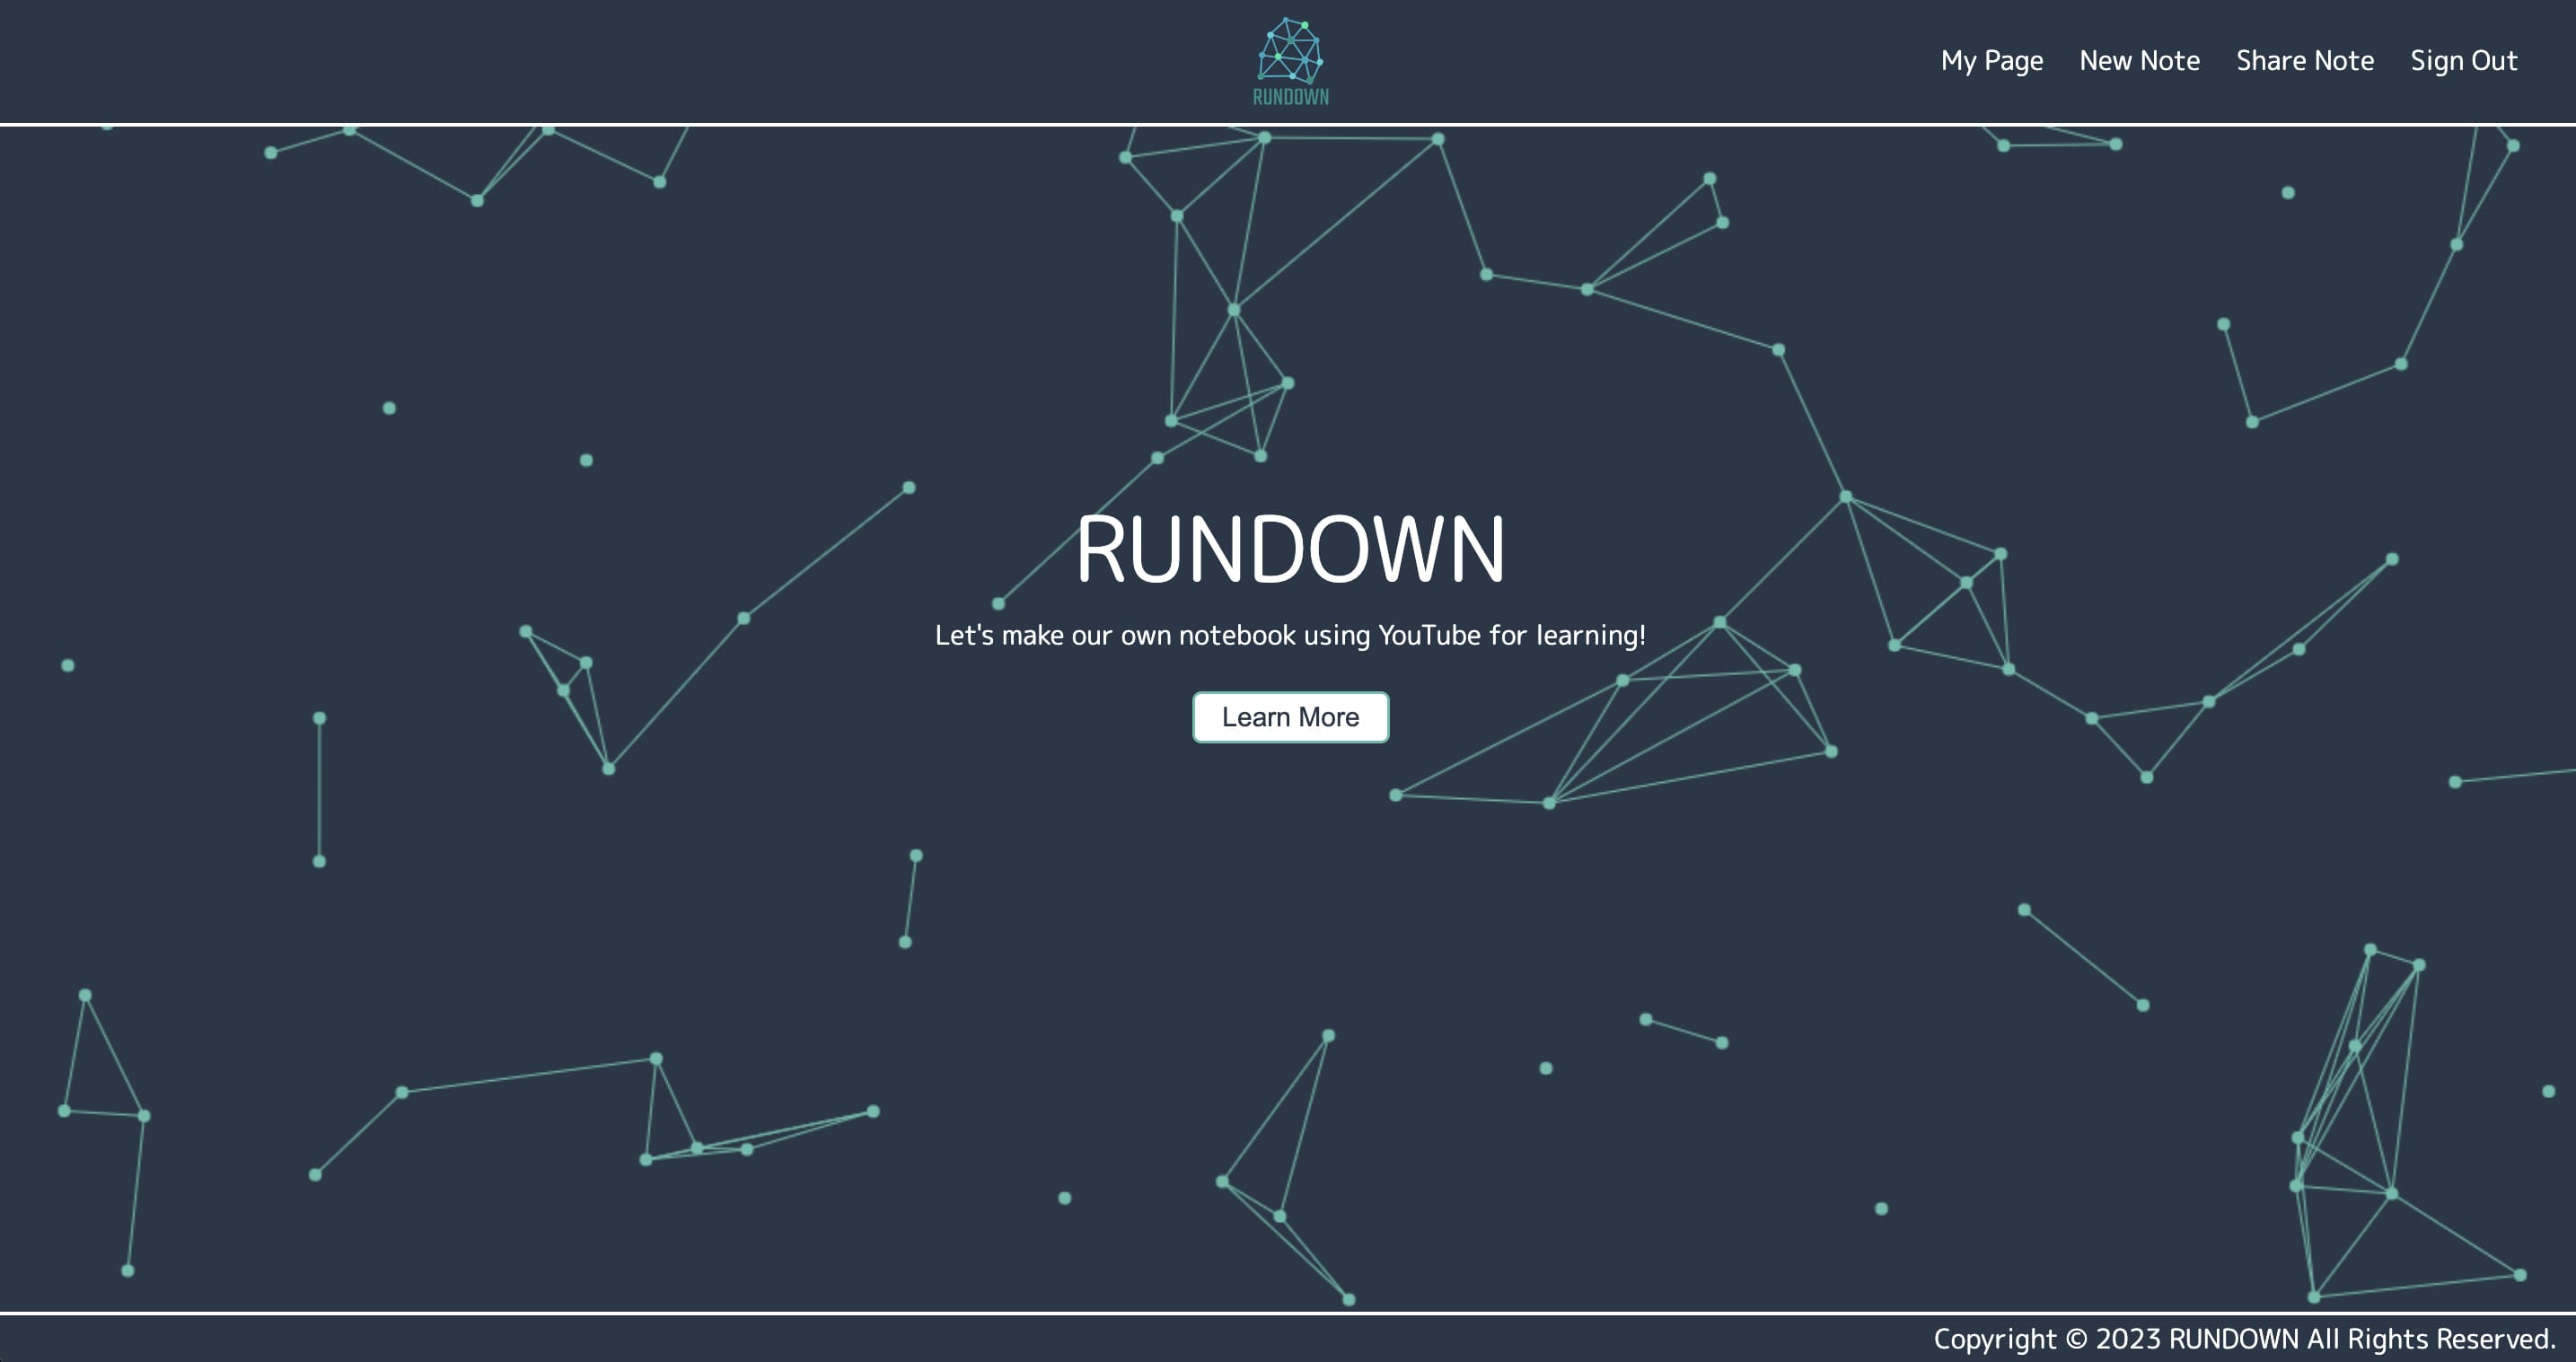 RUNDOWN
My Page New Note Share Note Sign Out
RUNDOWN
Let's make our own notebook using YouTube for learning!
Learn More
Copyright © 2023 RUNDOWN All Rights Reserved.